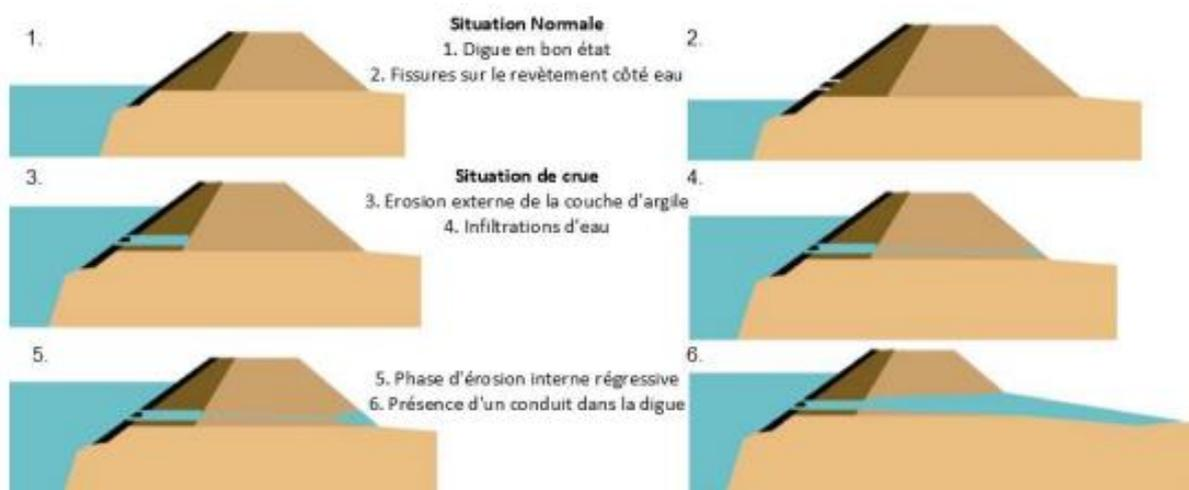 1.
Situation Normale
1. Digue en bon état
2. Fissures sur le revètement côté eau
2.
3.
Situation de crue
3. Erosion externe de la couche d'argile
4. Infiltrations d'eau
4.
5.
5. Phase d'érosion interne régressive
6. Présence d'un conduit dans la digue
6.